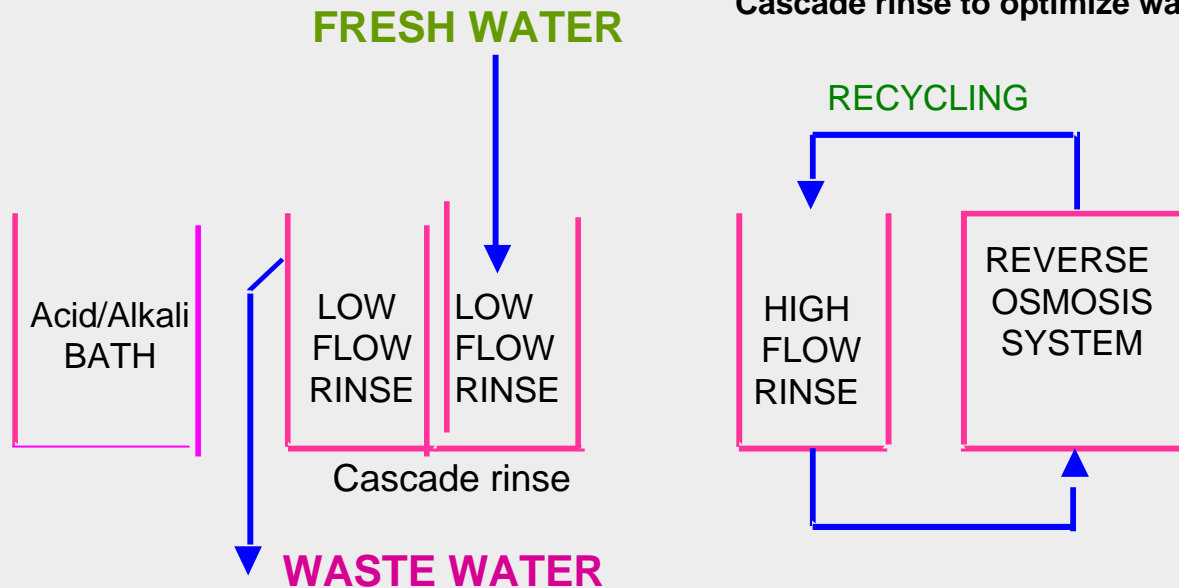 Cascade rinse to optimize
FRESH WATER
RECYCLING
Acid/Alkali
BATH
LOW
FLOW
RINSE
LOW
FLOW
RINSE
HIGH
FLOW
RINSE
REVERSE
OSMOSIS
SYSTEM
Cascade rinse
WASTE WATER